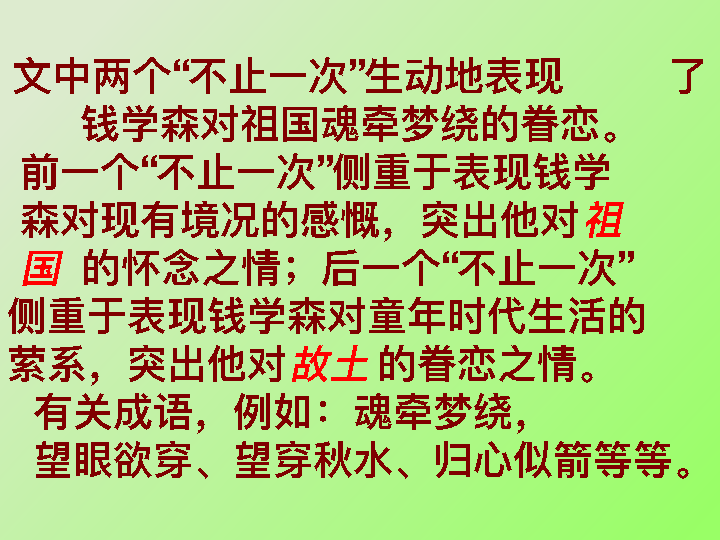 文中两个“不止一次”生动地表现 了
钱学森对祖国魂牵梦绕的眷恋。
前一个“不止一次”侧重于表现钱学
森对现有境况的感慨，突出他对祖
国 的怀念之情；后一个“不止一次”
侧重于表现钱学森对童年时代生活的
萦系，突出他对故土 的眷恋之情。
有关成语，例如：魂牵梦绕，
望眼欲穿、望穿秋水、归心似箭等等。